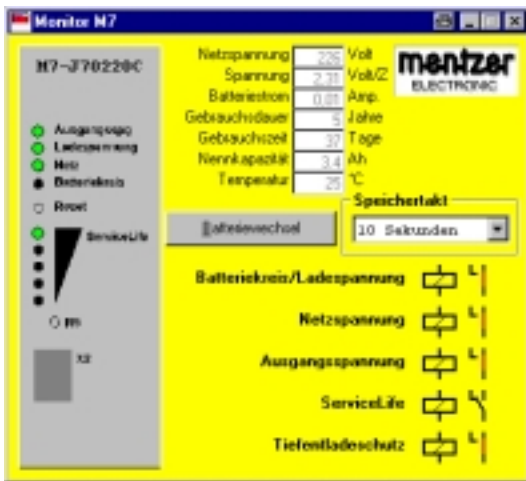 Monitor M7
M7-J70220C
Ausgangsspg
Ladespannung
Netz
Batteriekreis
Reset
ServiceLife
X2
Netzspannung 226 Volt
Spannung 2,31 Volt/Z
Batteriestrom 0,01 Amp.
Gebrauchsdauer 5 Jahre
Gebrauchszeit 37 Tage
Nennkapazität 3,4 Ah
Temperatur 25 °C
mentzer
ELECTRONIC
Batteriewechsel
Speichertakt
10 Sekunden
Batteriekreis/Ladespannung
Netzspannung
Ausgangsspannung
ServiceLife
Tiefentladeschutz